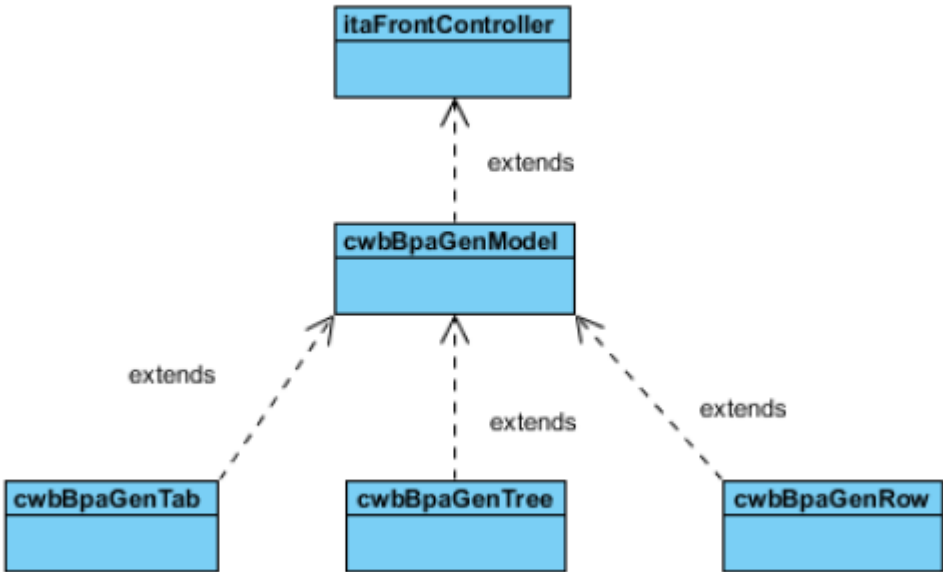 itaFrontController
extends
cwbBpaGenModel
extends
extends
extends
cwbBpaGenTab
cwbBpaGenTree
cwbBpaGenRow